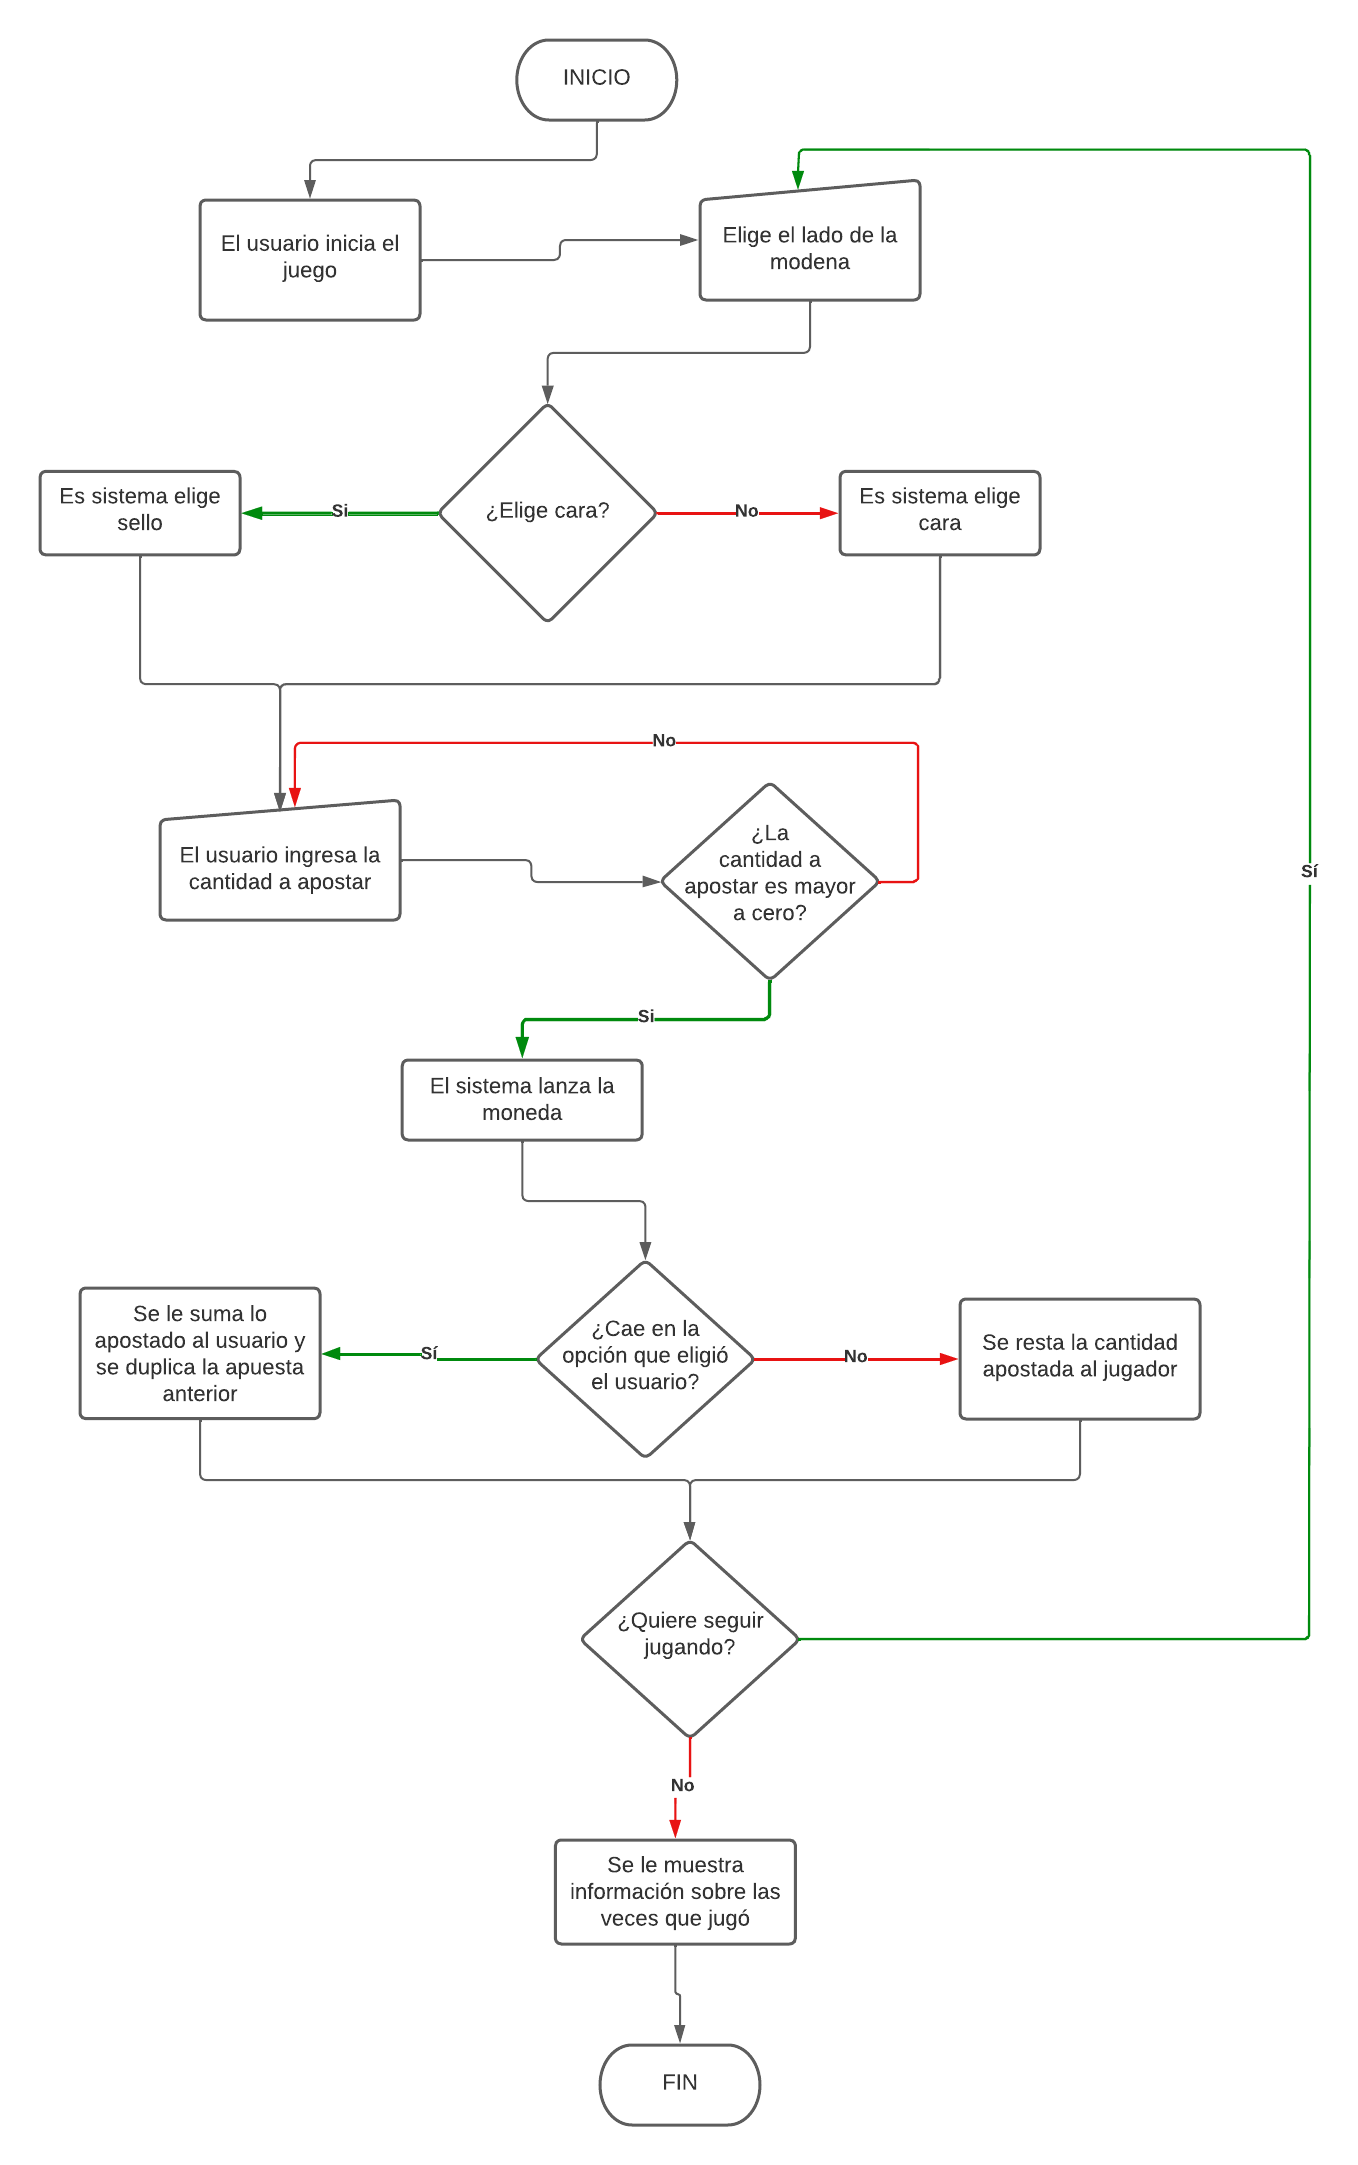 INICIO
El usuario inicia el
juego
Elige el lado de la
modena
Es sistema elige
sello
Si
¿Elige cara?
No
Es sistema elige
cara
No
El usuario ingresa la
cantidad a apostar
¿La
cantidad a
apostar es mayor
a cero?
Sí
Si
El sistema lanza la
moneda
Se le suma lo
apostado al usuario y
se duplica la apuesta
anterior
Sí
¿Cae en la
opción que eligió
el usuario?
No
Se resta la cantidad
apostada al jugador
¿Quiere seguir
jugando?
No
Se le muestra
información sobre las
veces que jugó
FIN